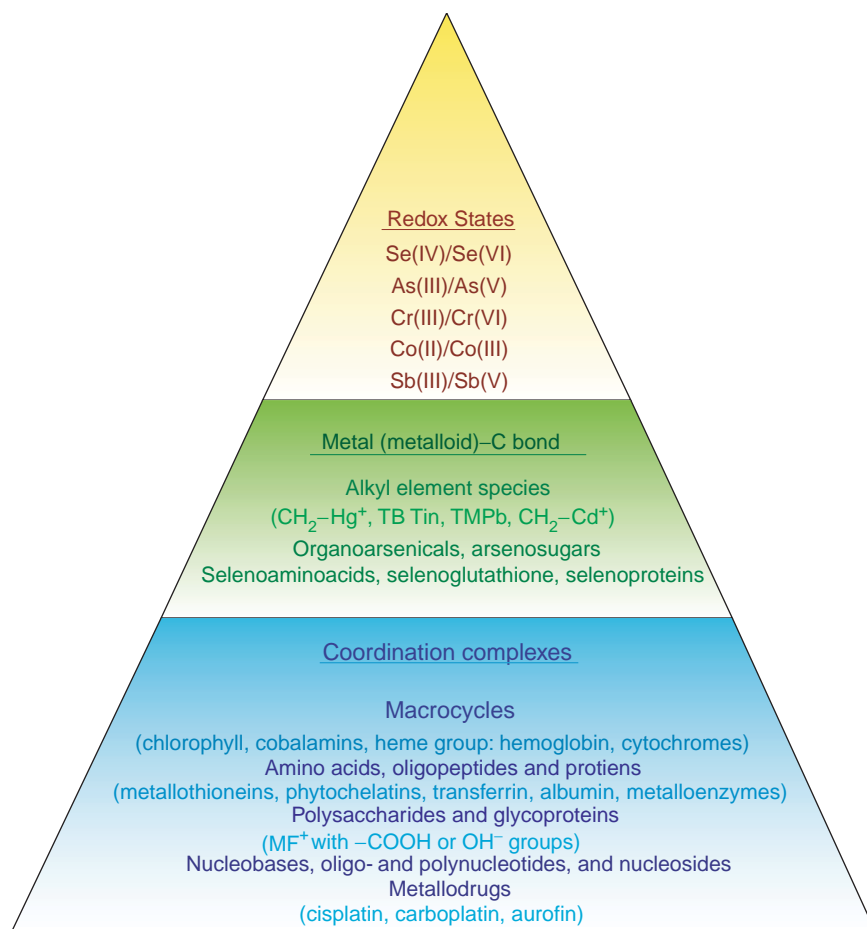 Redox States
Se(IV)/Se(VI)
As(III)/As(V)
Cr(III)/Cr(VI)
Co(II)/Co(III)
Sb(III)/Sb(V)
Metal (metalloid)–C bond
Alkyl element species
(CH₂–Hg⁺, TB Tin, TMPb, CH₂–Cd⁺)
Organoarsenicals, arsenosugars
Selenoaminoacids, selenoglutathione, selenoproteins
Coordination complexes
Macrocycles
(chlorophyll, cobalamins, heme group: hemoglobin, cytochromes)
Amino acids, oligopeptides and protiens
(metallothioneins, phytochelatins, transferrin, albumin, metalloenzymes)
Polysaccharides and glycoproteins
(MF⁺ with –COOH or OH⁻ groups)
Nucleobases, oligo- and polynucleotides, and nucleosides
Metallodrugs
(cisplatin, carboplatin, aurofin)